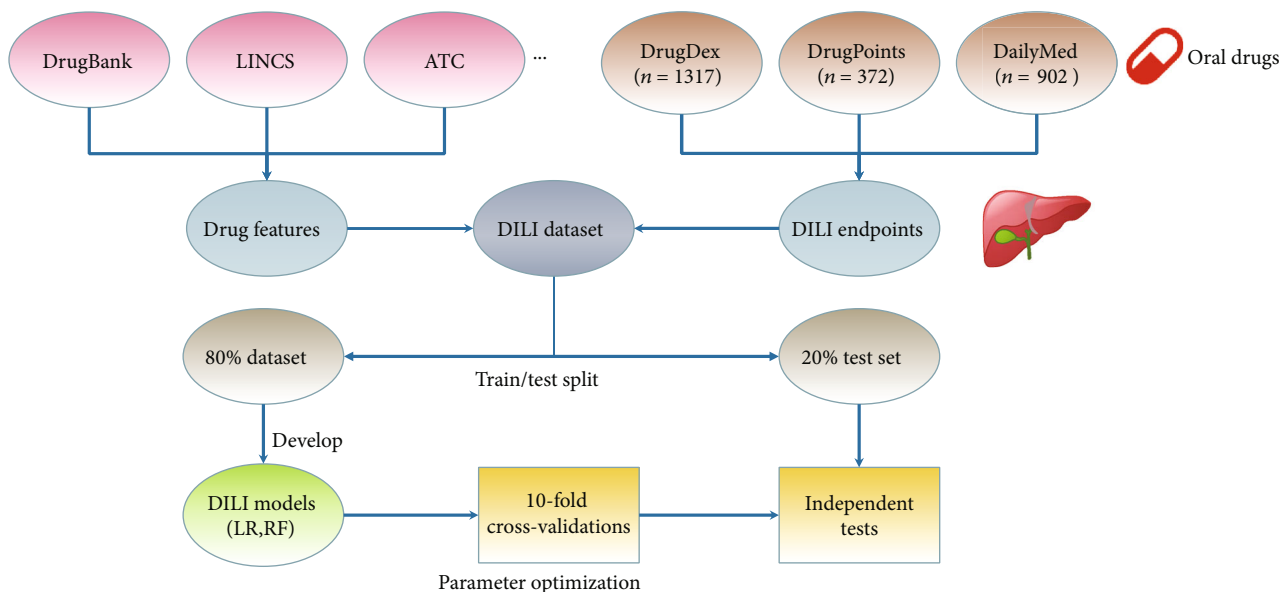 DrugBank
LINCS
ATC
...
DrugDex
(n = 1317)
DrugPoints
(n = 372)
DailyMed
(n = 902 )
Oral drugs
Drug features
DILI dataset
DILI endpoints
80% dataset
Train/test split
20% test set
Develop
DILI models
(LR,RF)
10-fold
cross-validations
Independent
tests
Parameter optimization